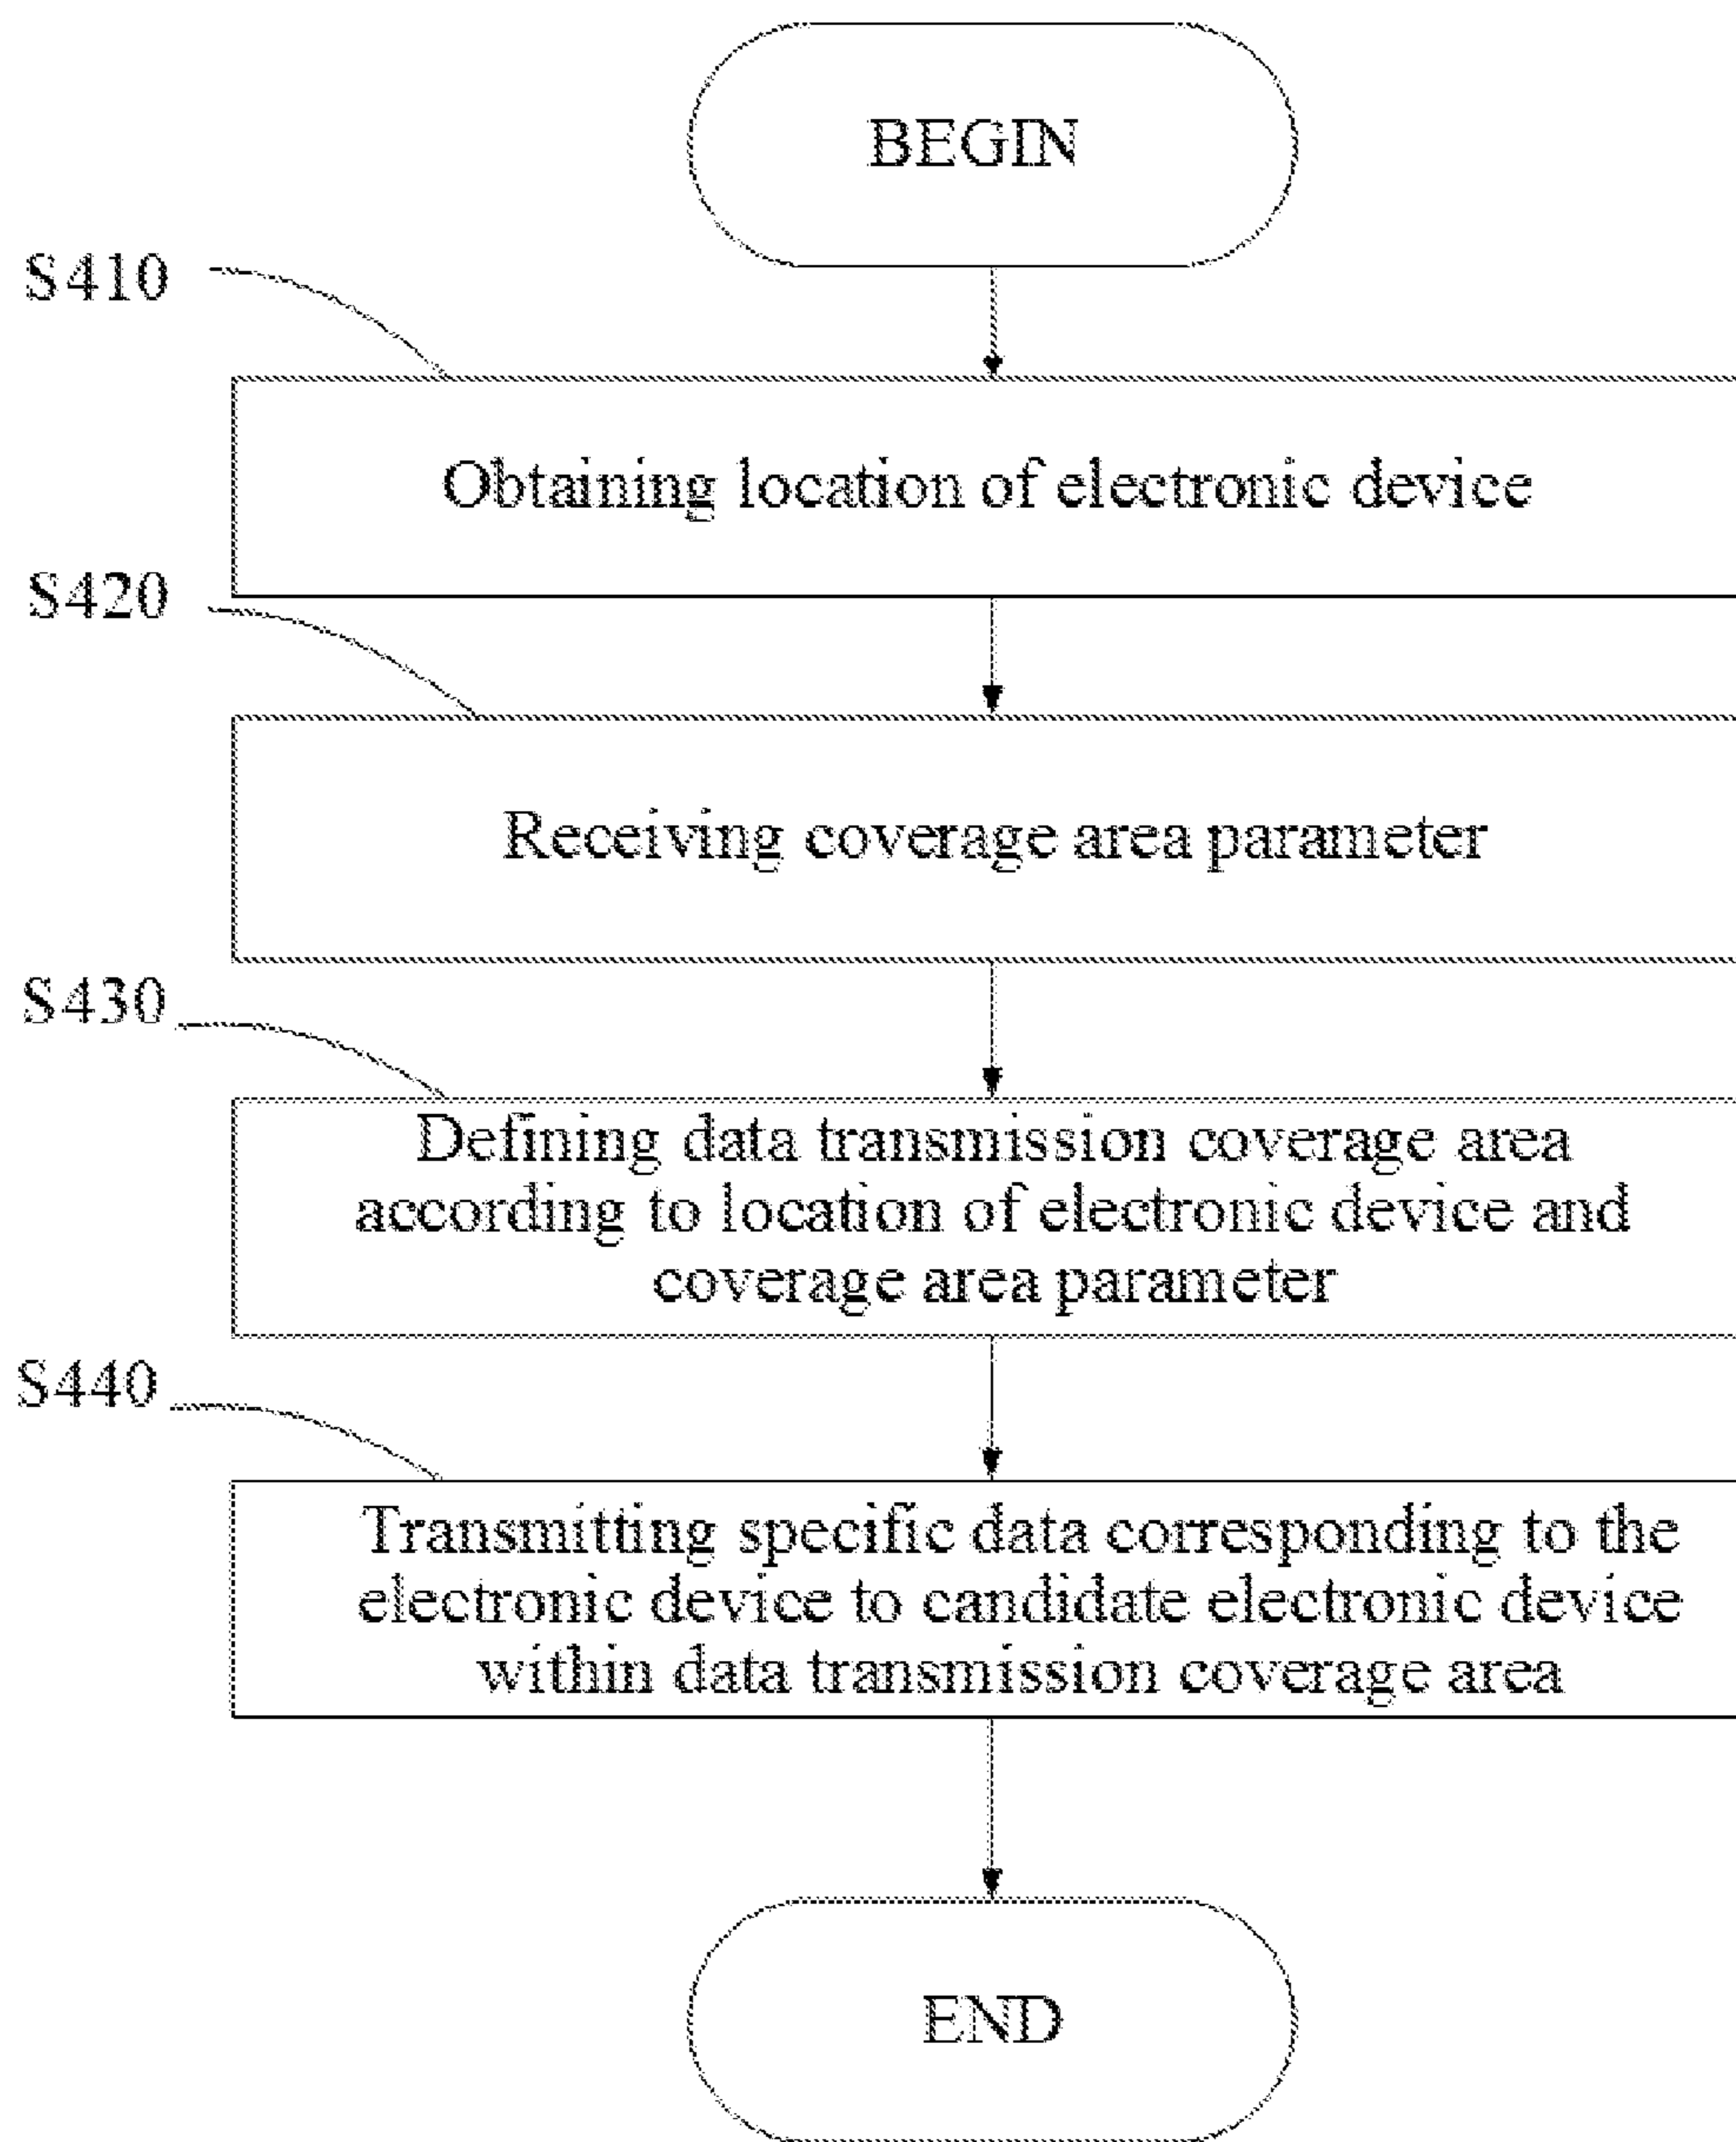 BEGIN
S410
Obtaining location of electronic device
S420
Receiving coverage area parameter
S430
Defining data transmission coverage area
according to location of electronic device and
coverage area parameter
S440
Transmitting specific data corresponding to the
electronic device to candidate electronic device
within data transmission coverage area
END